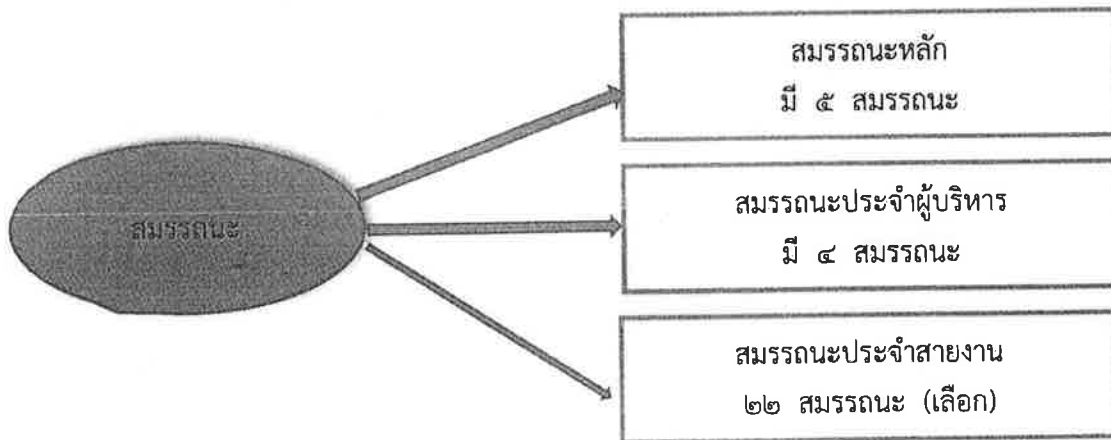 สมรรถนะ
สมรรถนะหลัก
มี ๕ สมรรถนะ
สมรรถนะประจำผู้บริหาร
มี ๔ สมรรถนะ
สมรรถนะประจำสายงาน
๒๒ สมรรถนะ (เลือก)